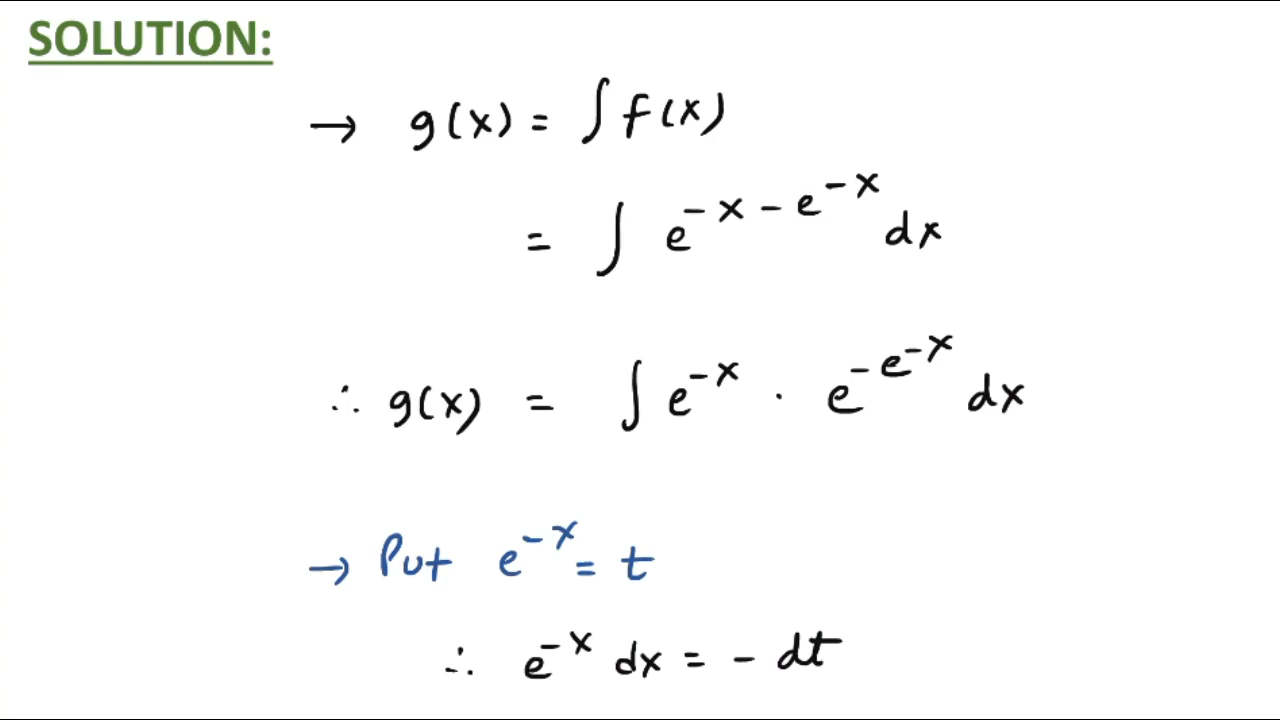 SOLUTION:
→ g(x) = ∫ f(x)
= ∫ e^{-x - e^{-x}} dx
∴ g(x) = ∫ e^{-x} · e^{-e^{-x}} dx
→ Put e^{-x} = t
∴ e^{-x} dx = - dt